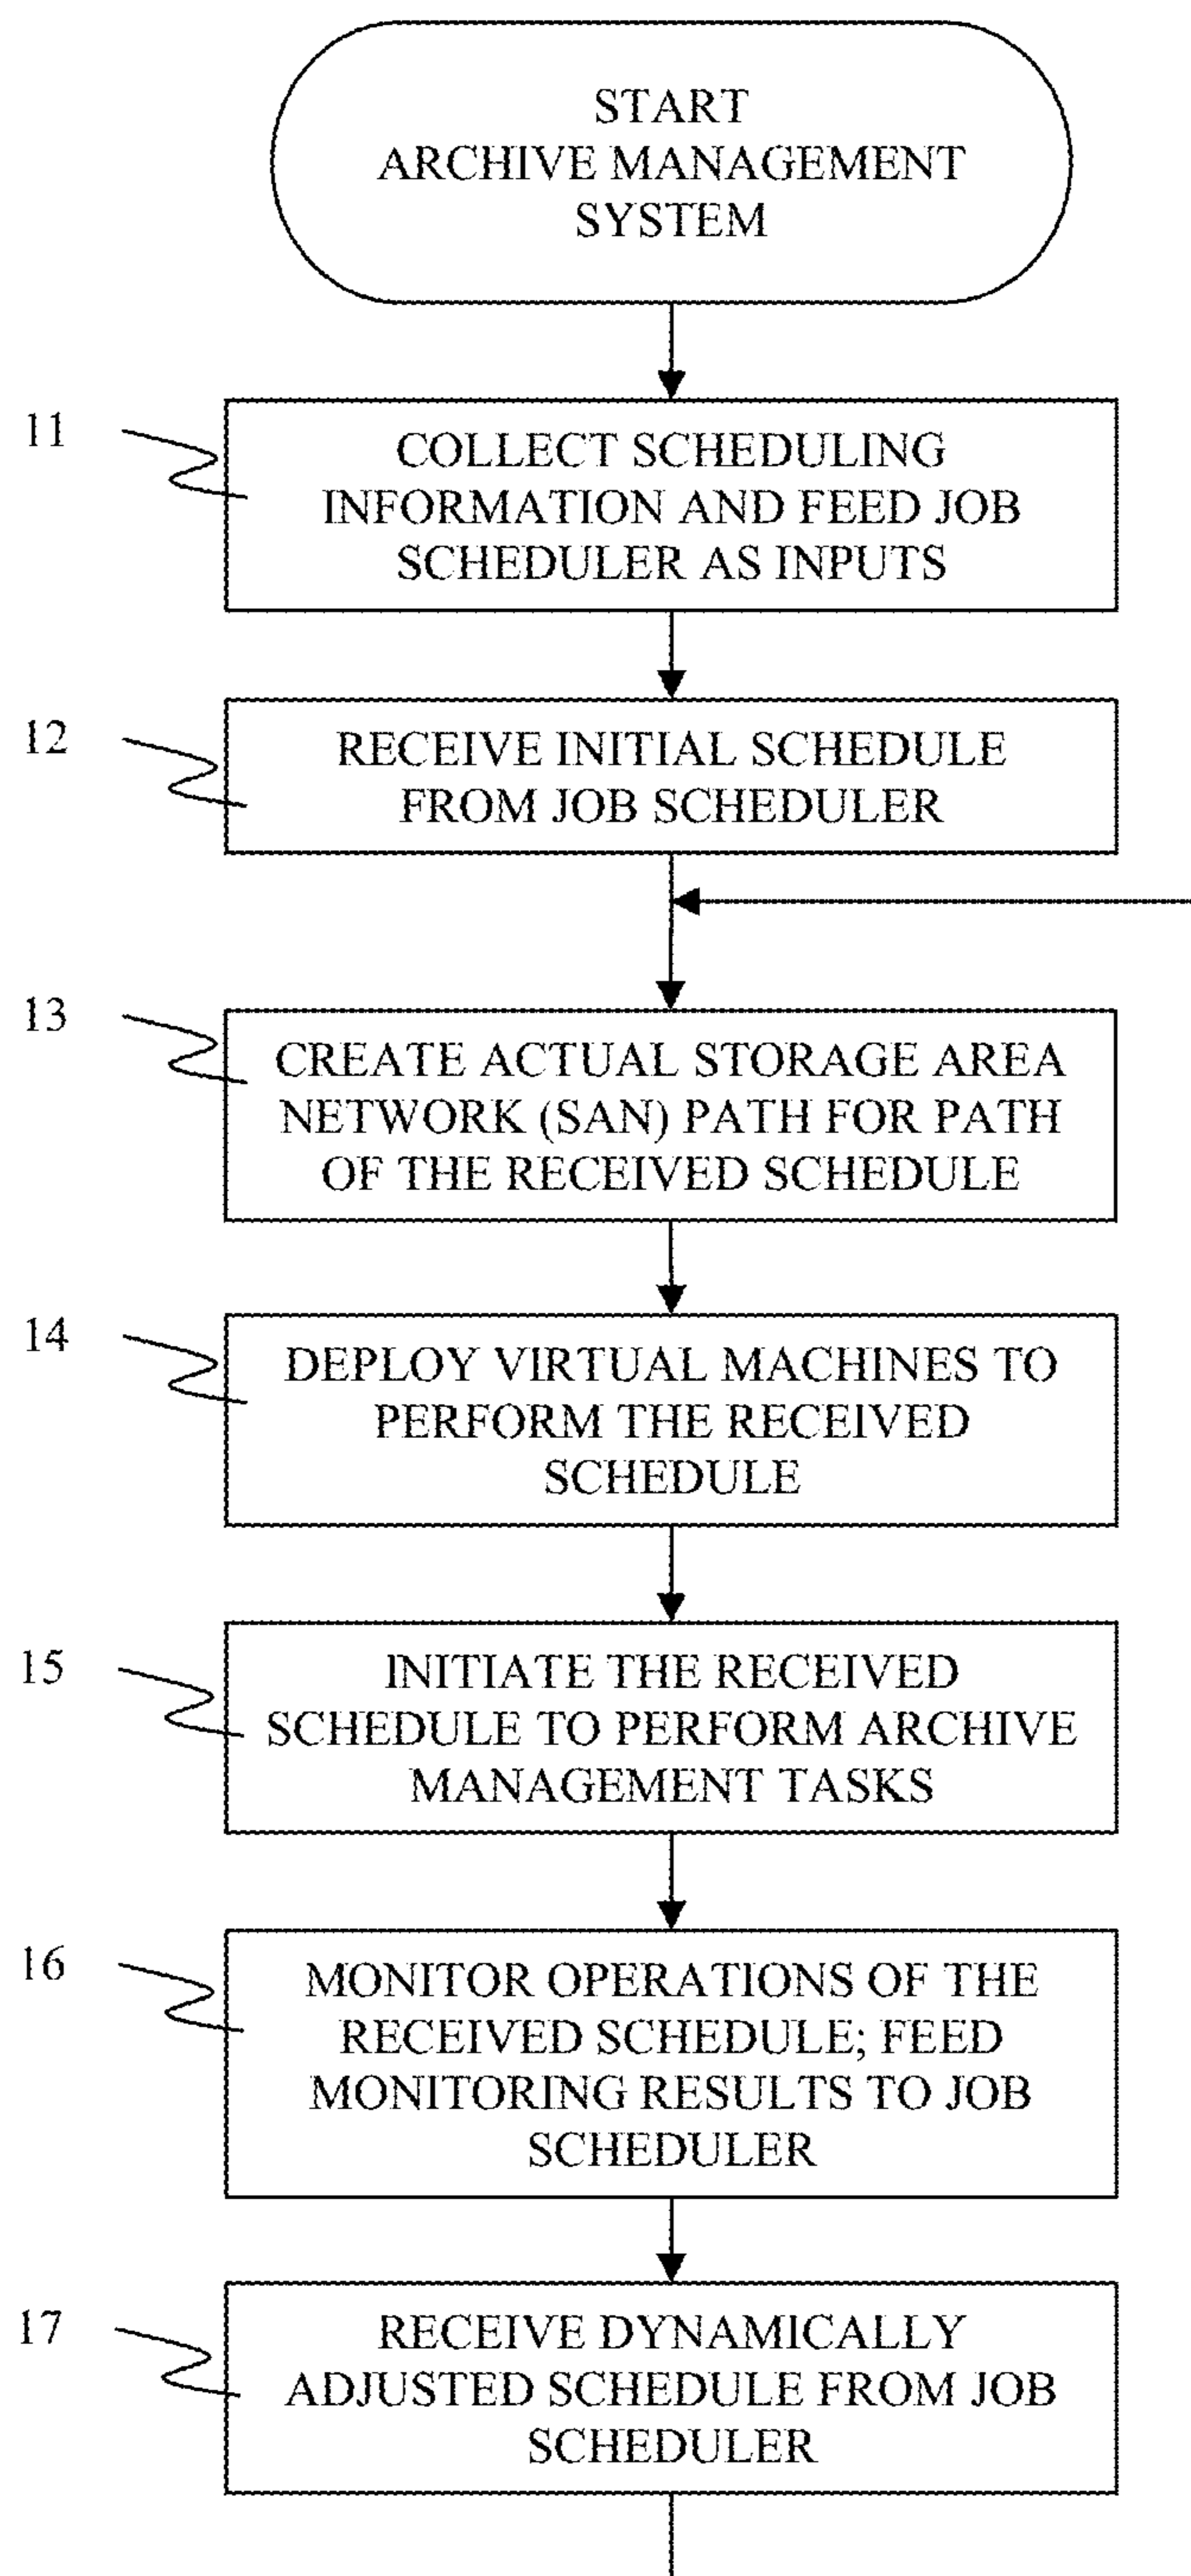 START
ARCHIVE MANAGEMENT
SYSTEM
11
COLLECT SCHEDULING
INFORMATION AND FEED JOB
SCHEDULER AS INPUTS
12
RECEIVE INITIAL SCHEDULE
FROM JOB SCHEDULER
13
CREATE ACTUAL STORAGE AREA
NETWORK (SAN) PATH FOR PATH
OF THE RECEIVED SCHEDULE
14
DEPLOY VIRTUAL MACHINES TO
PERFORM THE RECEIVED
SCHEDULE
15
INITIATE THE RECEIVED
SCHEDULE TO PERFORM ARCHIVE
MANAGEMENT TASKS
16
MONITOR OPERATIONS OF THE
RECEIVED SCHEDULE; FEED
MONITORING RESULTS TO JOB
SCHEDULER
17
RECEIVE DYNAMICALLY
ADJUSTED SCHEDULE FROM JOB
SCHEDULER